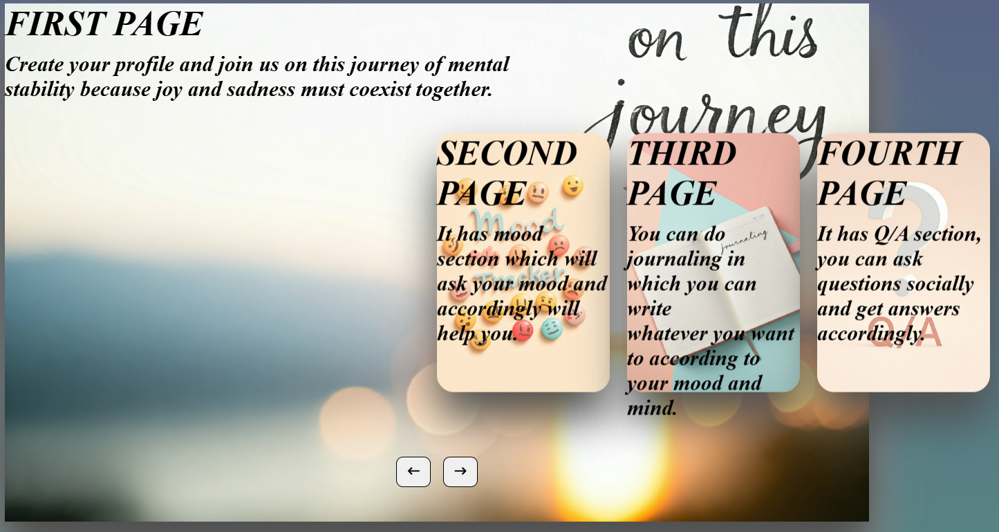 FIRST PAGE
Create your profile and join us on this journey of mental
stability because joy and sadness must coexist together.
on this
journey
SECOND
PAGE
Mood
Tracker
It has mood
section which will
ask your mood and
accordingly will
help you.
THIRD
PAGE
journaling
You can do
journaling in
which you can
write
whatever you want
to according to
your mood and
mind.
FOURTH
PAGE
?
It has Q/A section,
you can ask
questions socially
and get answers
accordingly.
Q/A
← →